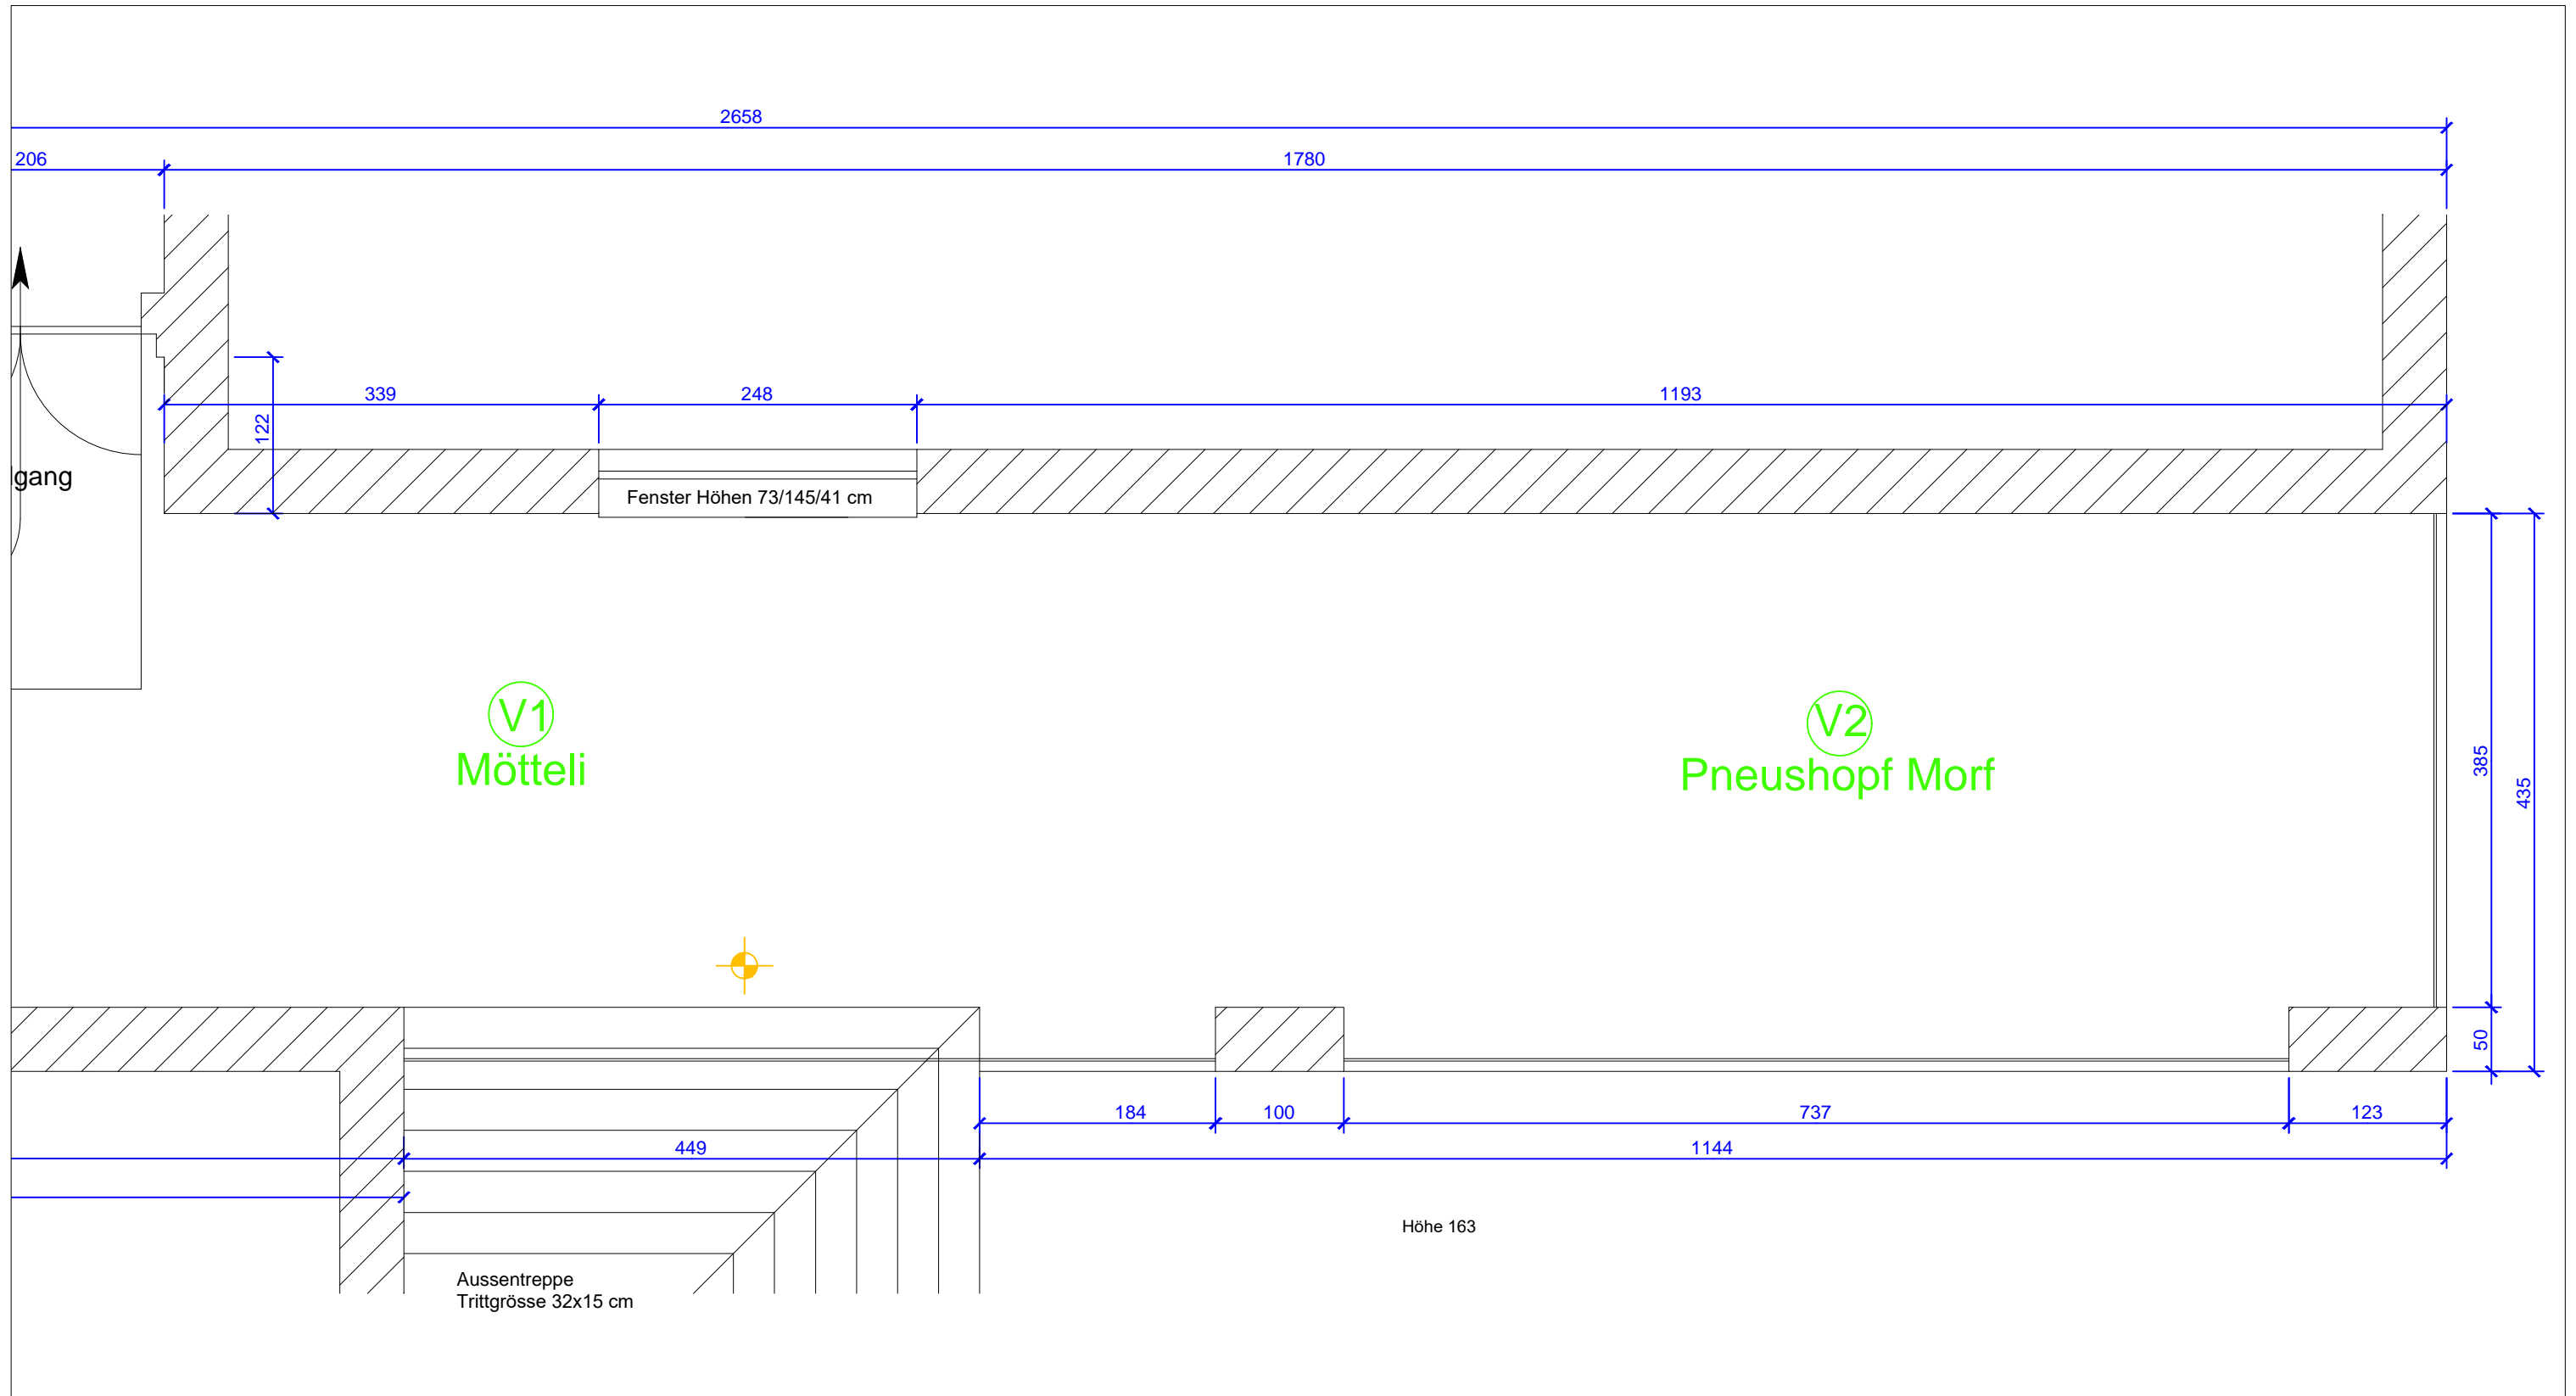 2658
206
1780
339
248
1193
122
lgang
Fenster Höhen 73/145/41 cm
V1
Mötteli
V2
Pneushopf Morf
385
435
50
184
100
737
123
449
1144
Höhe 163
Aussentreppe
Trittgrösse 32x15 cm